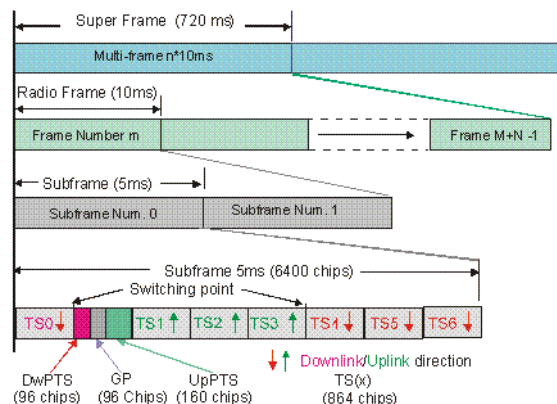 Super Frame (720 ms)
Multi-frame n*10ms
Radio Frame (10ms)
Frame Number m
Frame M+N -1
Subframe (5ms)
Subframe Num. 0
Subframe Num. 1
Subframe 5ms (6400 chips)
Switching point
TS0 TS1 TS2 TS3 TS4 TS5 TS6
Downlink/Uplink direction
DwPTS GP UpPTS TS(x)
(96 chips) (96 Chips) (160 chips) (864 chips)